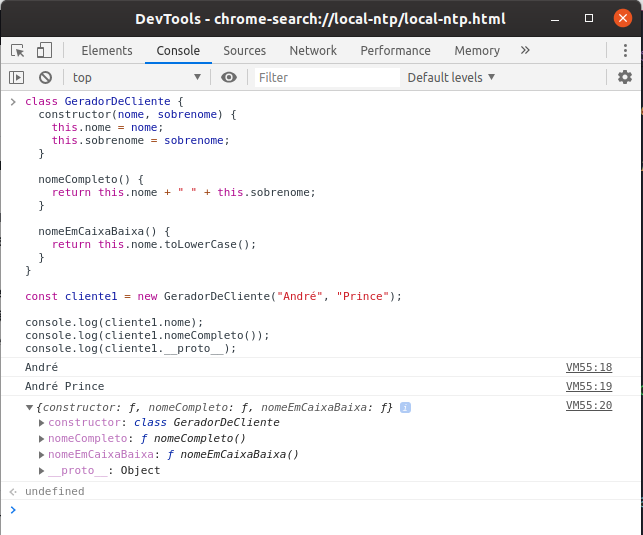 DevTools - chrome-search://local-ntp/local-ntp.html
Elements Console Sources Network Performance Memory »
top Filter Default levels
class GeradorDeCliente {
constructor(nome, sobrenome) {
this.nome = nome;
this.sobrenome = sobrenome;
}
nomeCompleto() {
return this.nome + " " + this.sobrenome;
}
nomeEmCaixaBaixa() {
return this.nome.toLowerCase();
}
}
const cliente1 = new GeradorDeCliente("André", "Prince");
console.log(cliente1.nome);
console.log(cliente1.nomeCompleto());
console.log(cliente1.__proto__);
André VM55:18
André Prince VM55:19
{constructor: ƒ, nomeCompleto: ƒ, nomeEmCaixaBaixa: ƒ} i VM55:20
constructor: class GeradorDeCliente
nomeCompleto: ƒ nomeCompleto()
nomeEmCaixaBaixa: ƒ nomeEmCaixaBaixa()
__proto__: Object
undefined